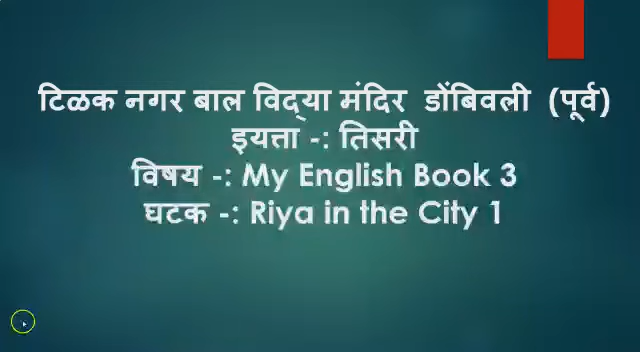 टिळक नगर बाल विद्‌या मंदिर डोंबिवली (पूर्व)
इयत्ता -: तिसरी
विषय -: My English Book 3
घटक -: Riya in the City 1